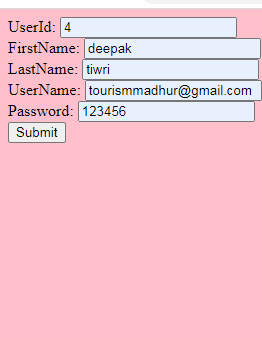 UserId: 4
FirstName: deepak
LastName: tiwri
UserName: tourismmadhur@gmail.com
Password: 123456
Submit